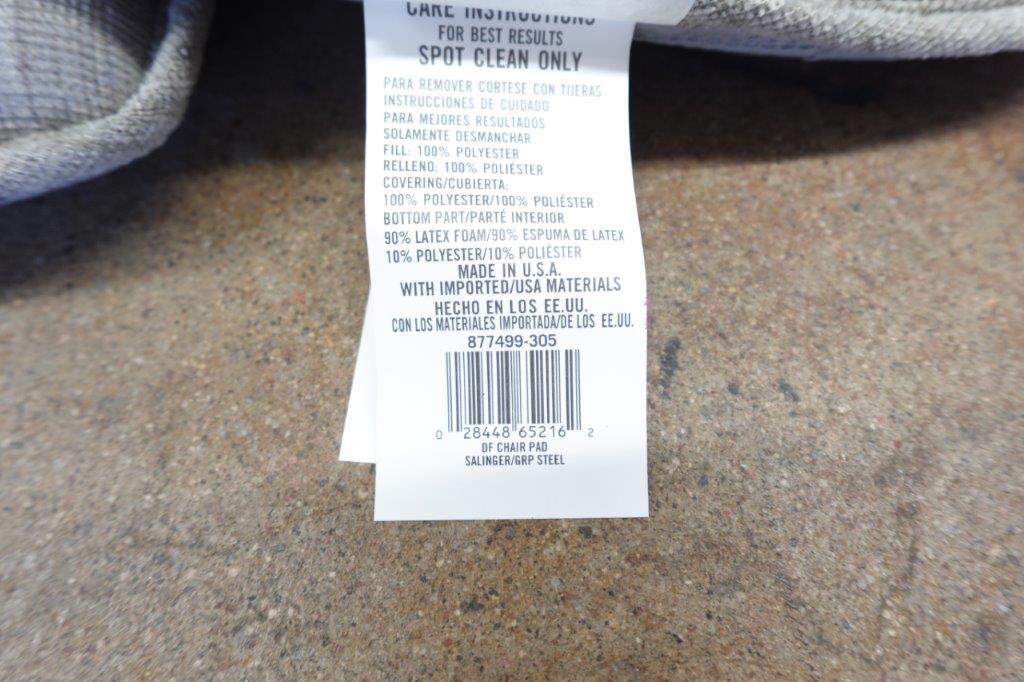 CARE INSTRUCTIONS
FOR BEST RESULTS
SPOT CLEAN ONLY
PARA REMOVER CORTESE CON TIJERAS
INSTRUCCIONES DE CUIDADO
PARA MEJORES RESULTADOS
SOLAMENTE DESMANCHAR
FILL: 100% POLYESTER
RELLENO: 100% POLIÉSTER
COVERING/CUBIERTA:
100% POLYESTER/100% POLIÉSTER
BOTTOM PART/PARTÉ INTERIOR
90% LATEX FOAM/90% ESPUMA DE LATEX
10% POLYESTER/10% POLIÉSTER
MADE IN U.S.A.
WITH IMPORTED/USA MATERIALS
HECHO EN LOS EE.UU.
CON LOS MATERIALES IMPORTADA/DE LOS EE.UU.
877499-305
0 28448 65216 2
DF CHAIR PAD
SALINGER/GRP STEEL